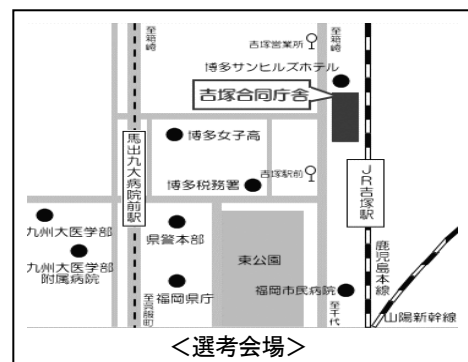 至箱崎
至箱崎
吉塚営業所
博多サンヒルズホテル
吉塚合同庁舎
博多女子高
馬出九大病院前駅
吉塚駅前
JR吉塚駅
博多税務署
九州大医学部
県警本部
九州大医学部
附属病院
東公園
鹿児島本線
福岡県庁
福岡市民病院
至呉服町
至千代
山陽新幹線
＜選考会場＞